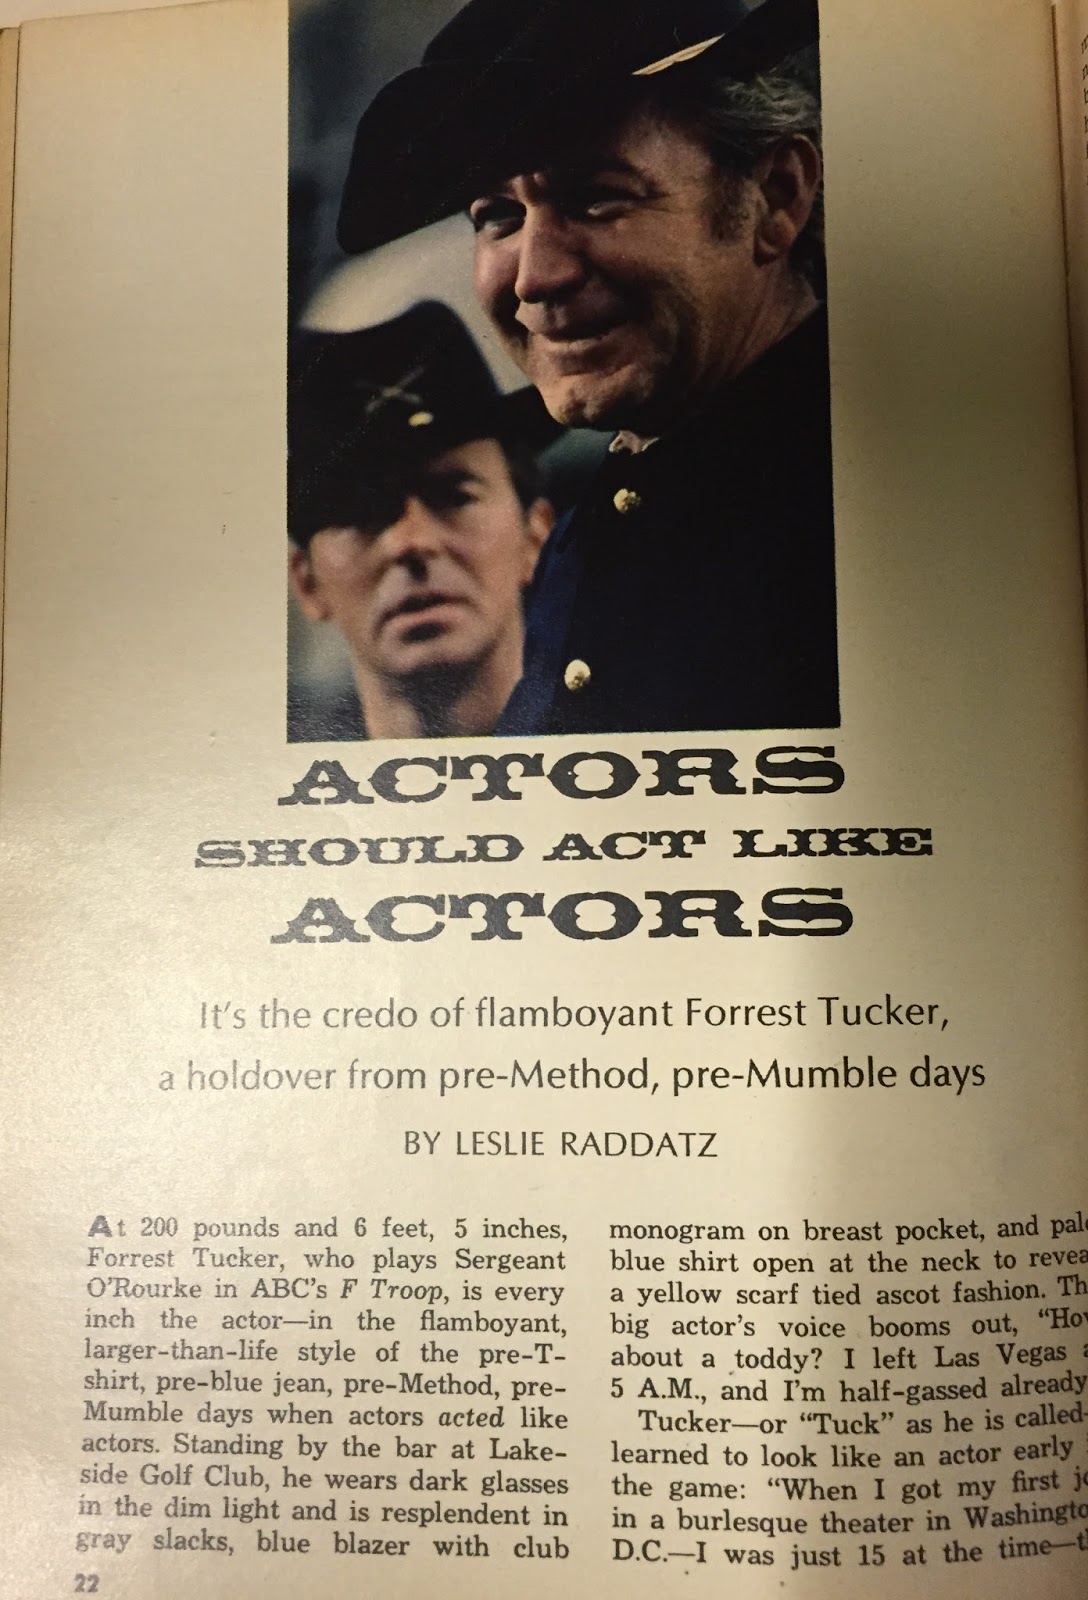 ACTORS
SHOULD ACT LIKE
ACTORS
It's the credo of flamboyant Forrest Tucker,
a holdover from pre-Method, pre-Mumble days
BY LESLIE RADDATZ
At 200 pounds and 6 feet, 5 inches,
Forrest Tucker, who plays Sergeant
O'Rourke in ABC's F Troop, is every
inch the actor—in the flamboyant,
larger-than-life style of the pre-T-
shirt, pre-blue jean, pre-Method, pre-
Mumble days when actors acted like
actors. Standing by the bar at Lake-
side Golf Club, he wears dark glasses
in the dim light and is resplendent in
gray slacks, blue blazer with club
monogram on breast pocket, and
blue shirt open at the neck to
a yellow scarf tied ascot fashion.
big actor's voice booms out,
about a toddy? I left Las Vegas
5 A.M., and I'm half-gassed already
Tucker—or "Tuck" as he is called—
learned to look like an actor early
the game: "When I got my first
in a burlesque theater in
D.C.—I was just 15 at the time—
22